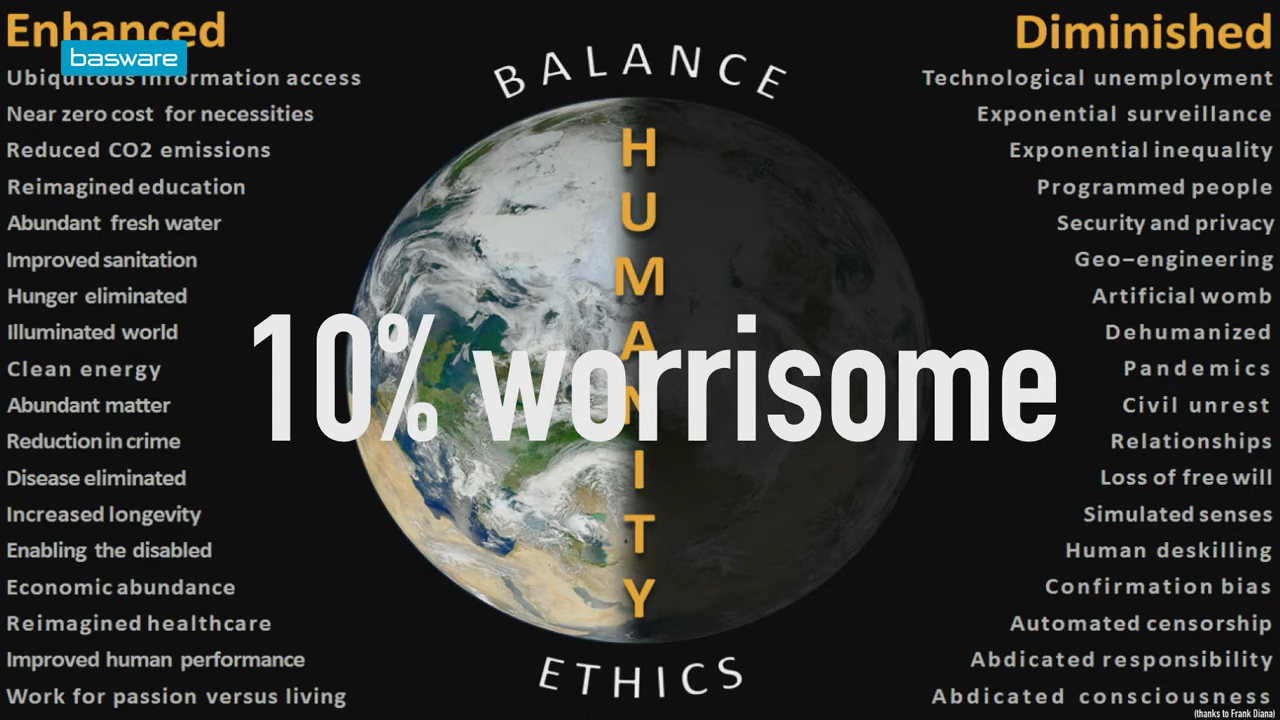 Enhanced
basware
Ubiquitous information access
Near zero cost for necessities
Reduced CO2 emissions
Reimagined education
Abundant fresh water
Improved sanitation
Hunger eliminated
Illuminated world
Clean energy
Abundant matter
Reduction in crime
Disease eliminated
Increased longevity
Enabling the disabled
Economic abundance
Reimagined healthcare
Improved human performance
Work for passion versus living
BALANCE
HUMANITY
10% worrisome
ETHICS
Diminished
Technological unemployment
Exponential surveillance
Exponential inequality
Programmed people
Security and privacy
Geo–engineering
Artificial womb
Dehumanized
Pandemics
Civil unrest
Relationships
Loss of free will
Simulated senses
Human deskilling
Confirmation bias
Automated censorship
Abdicated responsibility
Abdicated consciousness
(thanks to Frank Diana)